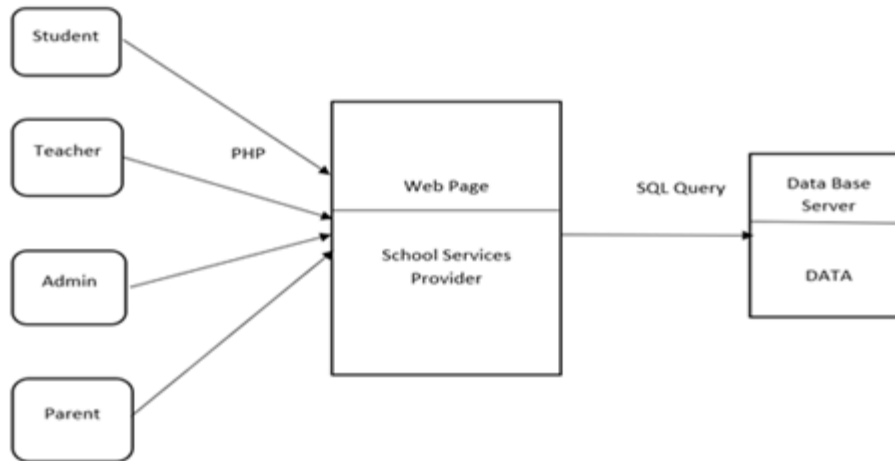 Student
Teacher
PHP
Admin
Parent
Web Page
School Services
Provider
SQL Query
Data Base
Server
DATA